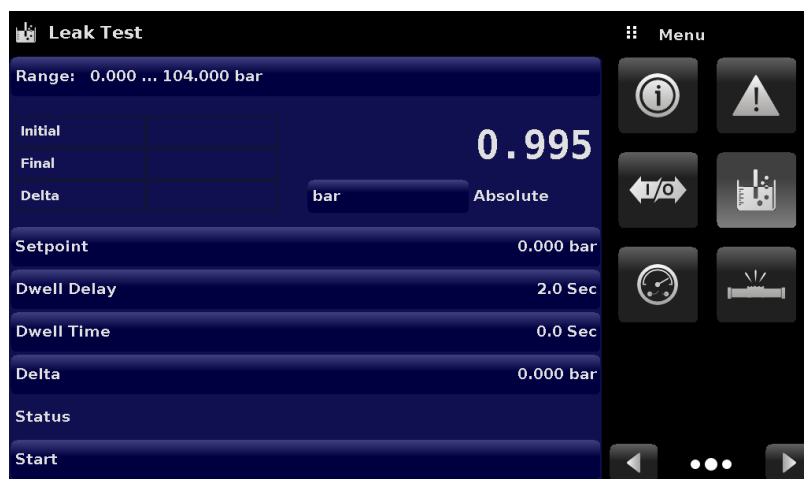 Leak Test
Menu
Range: 0.000 ... 104.000 bar
Initial
0.995
Final
Delta
bar
Absolute
I/O
Setpoint
0.000 bar
Dwell Delay
2.0 Sec
Dwell Time
0.0 Sec
Delta
0.000 bar
Status
Start